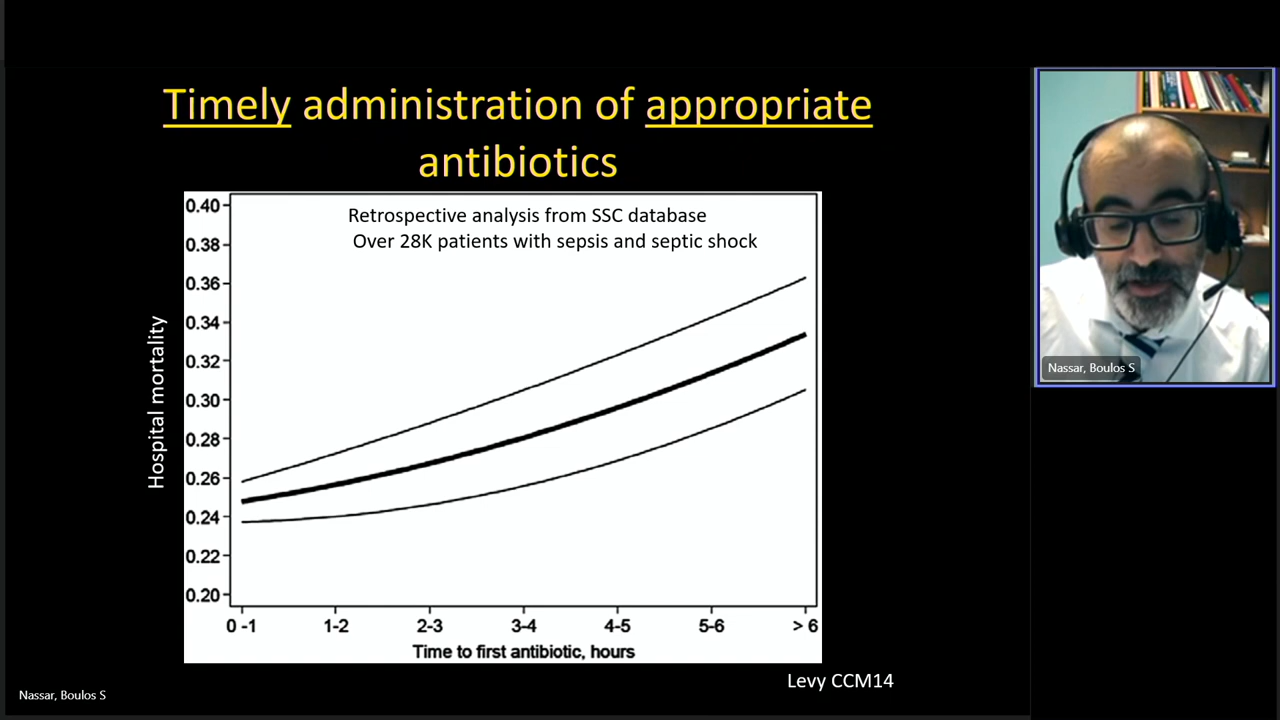 Timely administration of appropriate
antibiotics
Retrospective analysis from SSC database
Over 28K patients with sepsis and septic shock
Hospital mortality
0.40
0.38
0.36
0.34
0.32
0.30
0.28
0.26
0.24
0.22
0.20
0 -1 1-2 2-3 3-4 4-5 5-6 > 6
Time to first antibiotic, hours
Levy CCM14
Nassar, Boulos S
Nassar, Boulos S